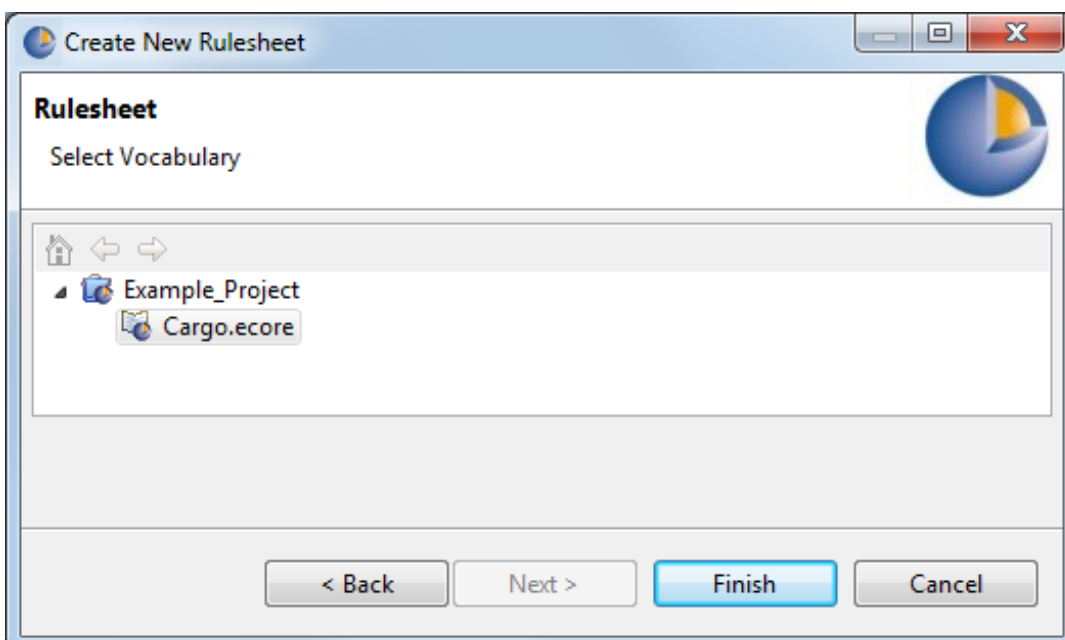 Create New Rulesheet
Rulesheet
Select Vocabulary
Example_Project
Cargo.ecore
< Back Next > Finish Cancel